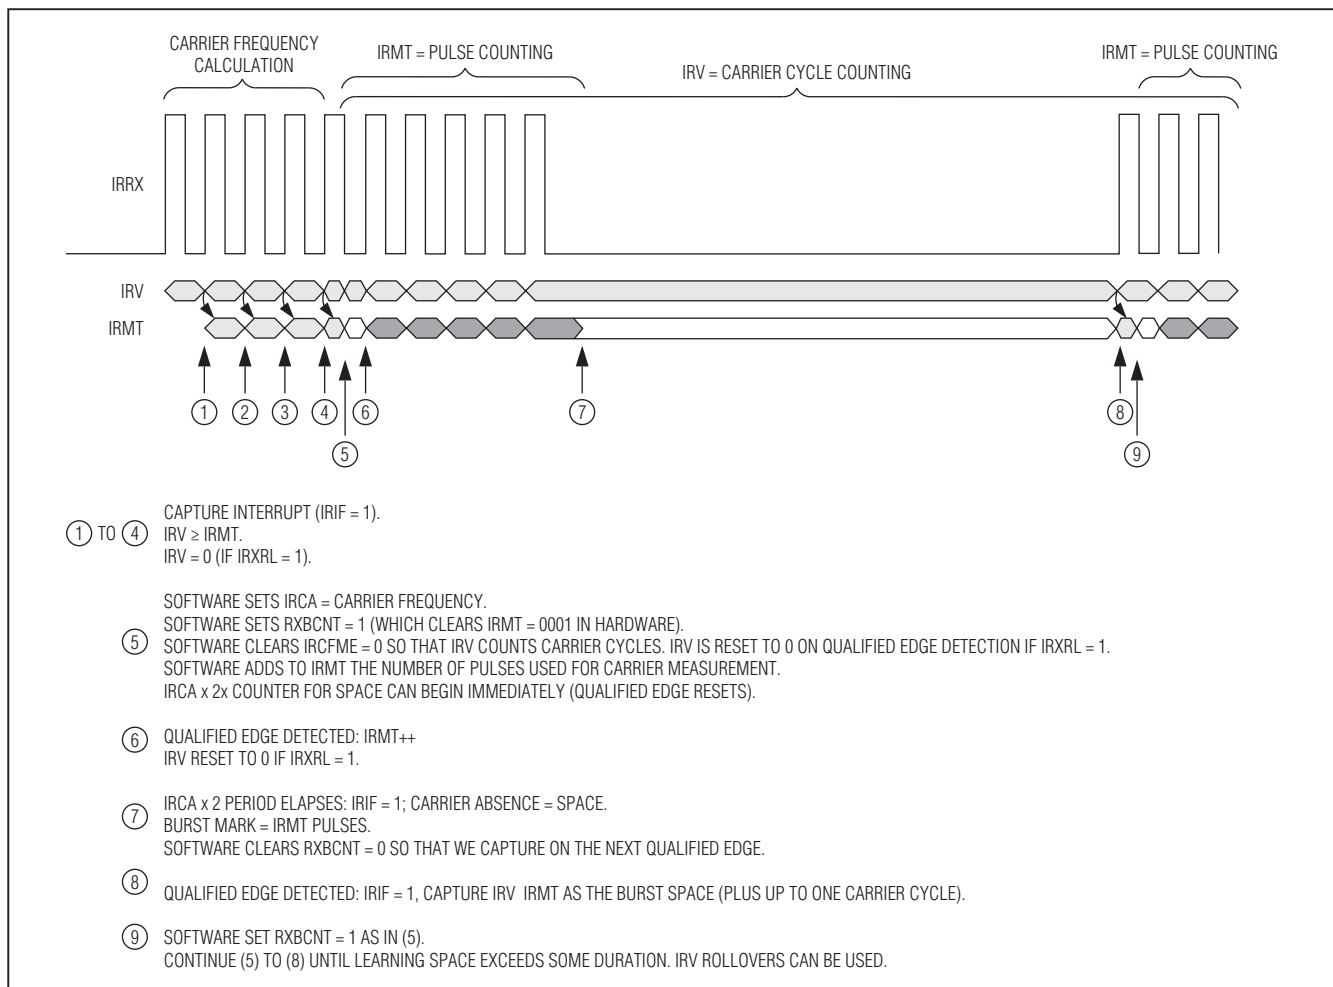 CARRIER FREQUENCY
CALCULATION
IRMT = PULSE COUNTING
IRV = CARRIER CYCLE COUNTING
IRMT = PULSE COUNTING
IRRX
IRV
IRMT
1
2
3
4
6
7
8
5
9
1 TO 4
CAPTURE INTERRUPT (IRIF = 1).
IRV ≥ IRMT.
IRV = 0 (IF IRXRL = 1).
5
SOFTWARE SETS IRCA = CARRIER FREQUENCY.
SOFTWARE SETS RXBCNT = 1 (WHICH CLEARS IRMT = 0001 IN HARDWARE).
SOFTWARE CLEARS IRCFME = 0 SO THAT IRV COUNTS CARRIER CYCLES. IRV IS RESET TO 0 ON QUALIFIED EDGE DETECTION IF IRXRL = 1.
SOFTWARE ADDS TO IRMT THE NUMBER OF PULSES USED FOR CARRIER MEASUREMENT.
IRCA x 2x COUNTER FOR SPACE CAN BEGIN IMMEDIATELY (QUALIFIED EDGE RESETS).
6
QUALIFIED EDGE DETECTED: IRMT++
IRV RESET TO 0 IF IRXRL = 1.
7
IRCA x 2 PERIOD ELAPSES: IRIF = 1; CARRIER ABSENCE = SPACE.
BURST MARK = IRMT PULSES.
SOFTWARE CLEARS RXBCNT = 0 SO THAT WE CAPTURE ON THE NEXT QUALIFIED EDGE.
8
QUALIFIED EDGE DETECTED: IRIF = 1, CAPTURE IRV IRMT AS THE BURST SPACE (PLUS UP TO ONE CARRIER CYCLE).
9
SOFTWARE SET RXBCNT = 1 AS IN (5).
CONTINUE (5) TO (8) UNTIL LEARNING SPACE EXCEEDS SOME DURATION. IRV ROLLOVERS CAN BE USED.